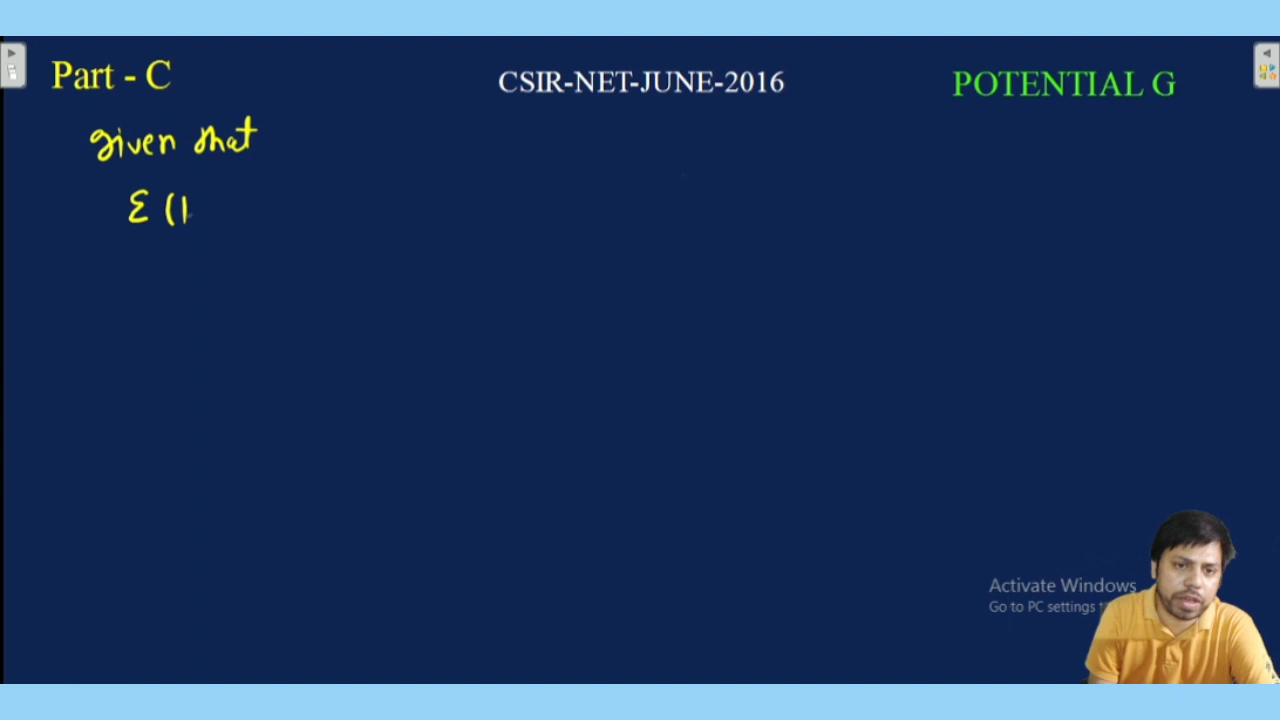 Part - C
CSIR-NET-JUNE-2016
POTENTIAL G
given that
Ɛ (1
Activate Windows
Go to PC settings t